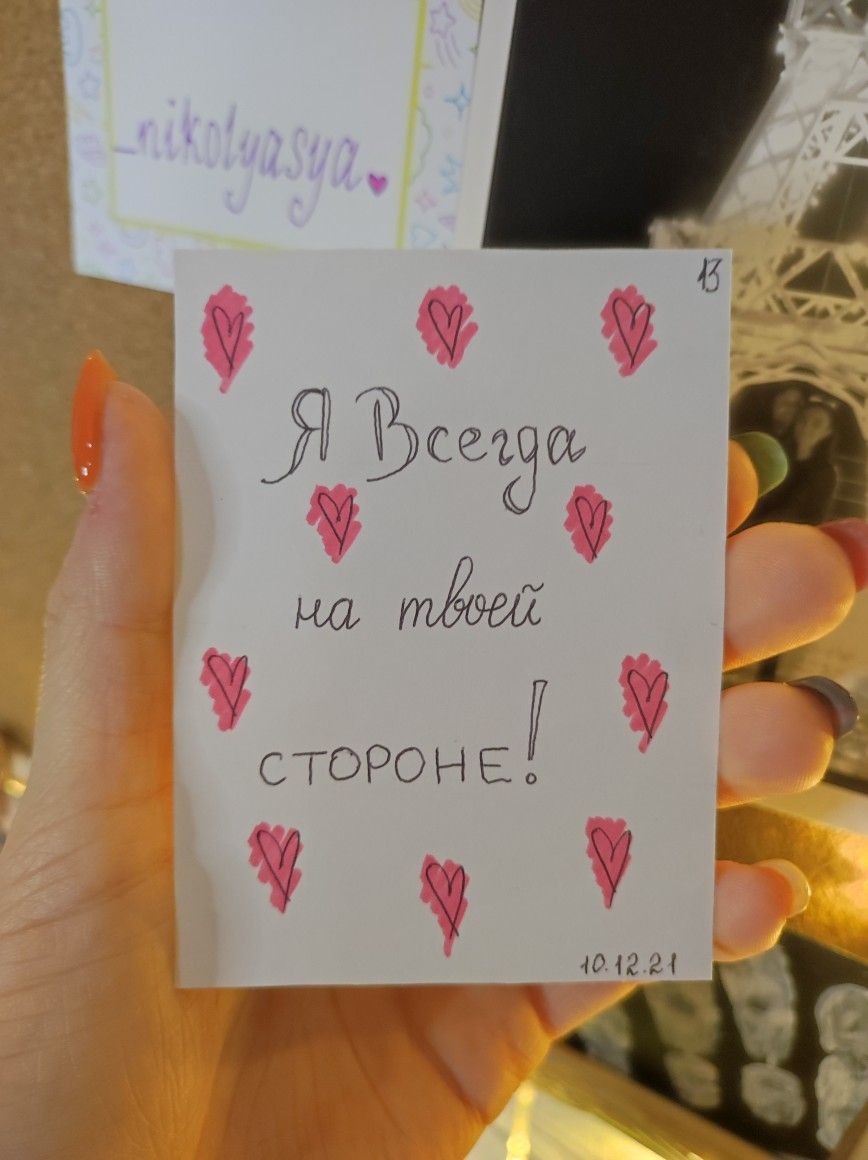 _nikolyasya
13
Я Всегда
на твоей
СТОРОНЕ!
10.12.21